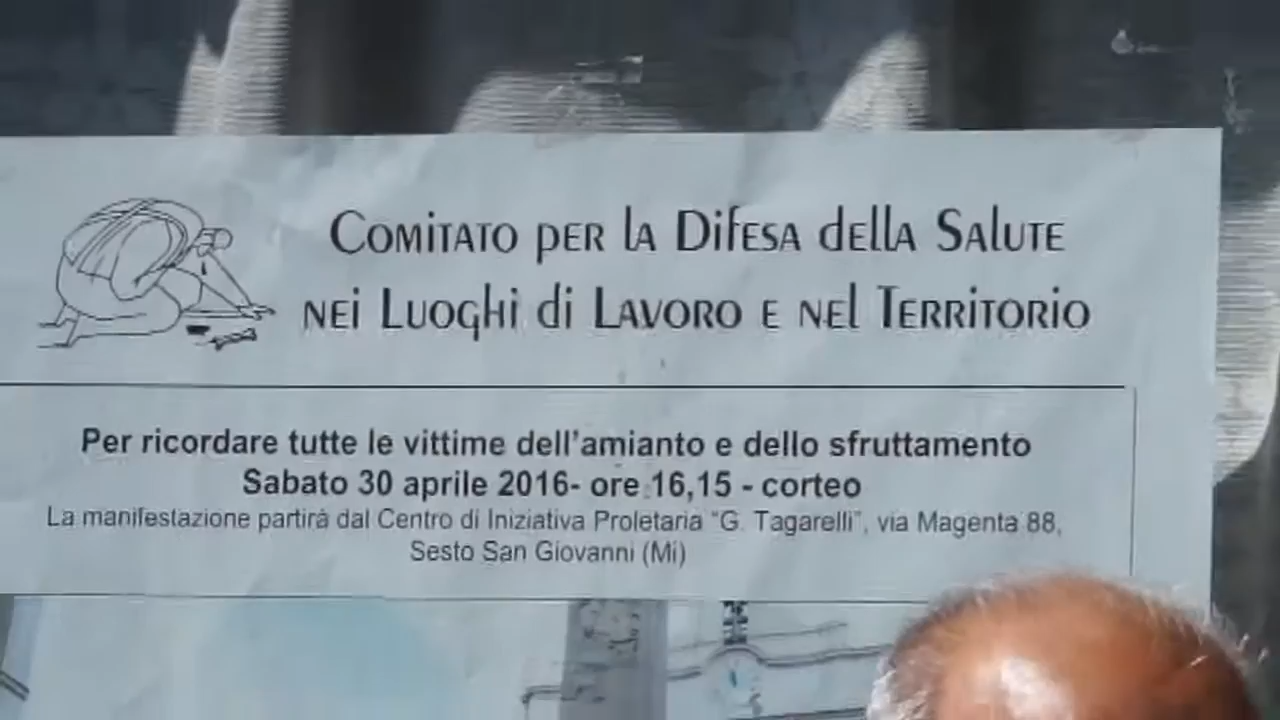 Comitato per la Difesa della Salute
nei Luoghi di Lavoro e nel Territorio
Per ricordare tutte le vittime dell'amianto e dello sfruttamento
Sabato 30 aprile 2016- ore 16,15 - corteo
La manifestazione partirà dal Centro di Iniziativa Proletaria "G. Tagarelli", via Magenta 88,
Sesto San Giovanni (Mi)